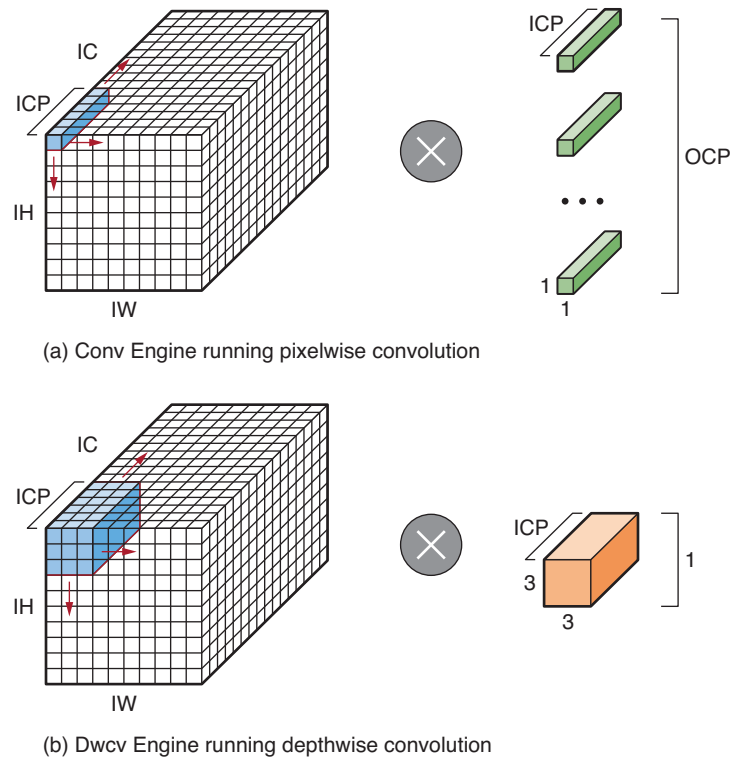 IC
ICP
IH
IW
ICP
OCP
• • •
1
1
(a) Conv Engine running pixelwise convolution
IC
ICP
IH
IW
ICP
3
3
1
(b) Dwcv Engine running depthwise convolution